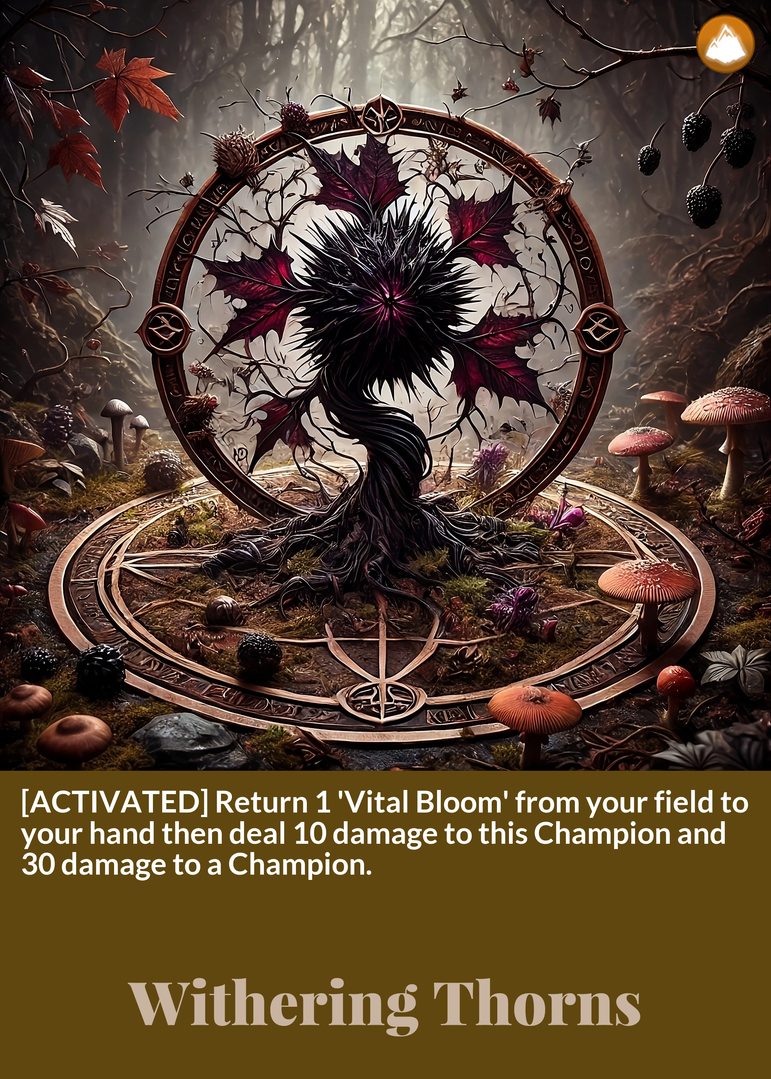 [ACTIVATED] Return 1 'Vital Bloom' from your field to
your hand then deal 10 damage to this Champion and
30 damage to a Champion.
Withering Thorns